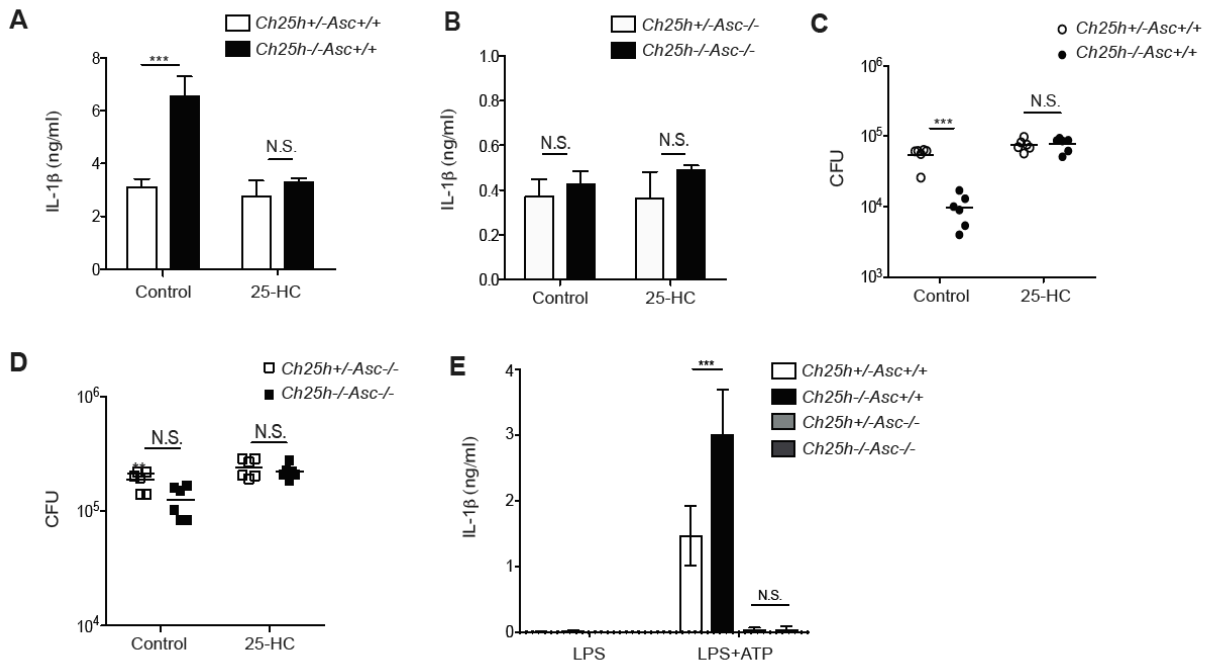 A
Ch25h+/-Asc+/+
Ch25h-/-Asc+/+
IL-1β (ng/ml)
8
6
4
2
0
***
N.S.
Control
25-HC
B
Ch25h+/-Asc-/-
Ch25h-/-Asc-/-
IL-1β (ng/ml)
1.0
0.8
0.6
0.4
0.2
0.0
N.S.
N.S.
Control
25-HC
C
Ch25h+/-Asc+/+
Ch25h-/-Asc+/+
CFU
10⁶
10⁵
10⁴
10³
***
N.S.
Control
25-HC
D
Ch25h+/-Asc-/-
Ch25h-/-Asc-/-
CFU
10⁶
10⁵
10⁴
N.S.
N.S.
**
Control
25-HC
E
Ch25h+/-Asc+/+
Ch25h-/-Asc+/+
Ch25h+/-Asc-/-
Ch25h-/-Asc-/-
IL-1β (ng/ml)
4
3
2
1
0
***
N.S.
LPS
LPS+ATP